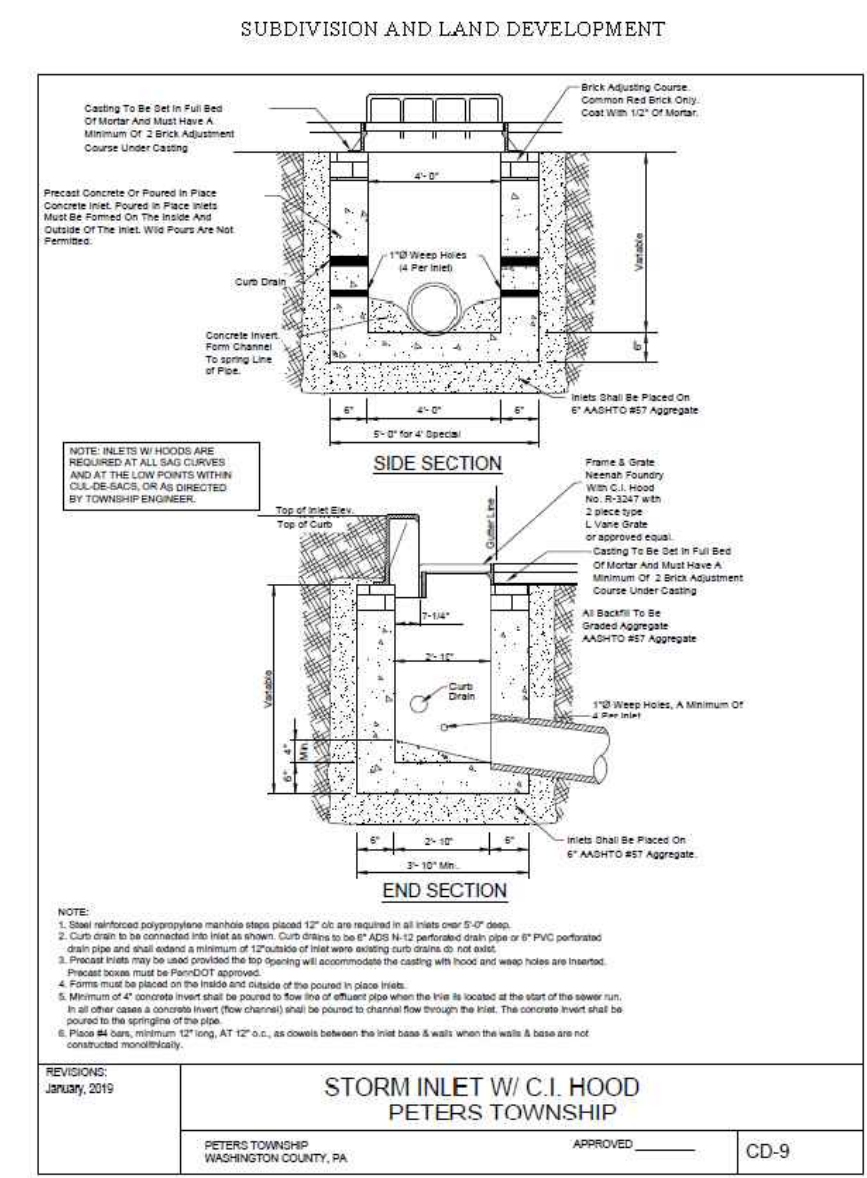 SUBDIVISION AND LAND DEVELOPMENT
Casting To Be Set In Full Bed
Of Mortar And Must Have A
Minimum Of 2 Brick Adjustment
Course Under Casting
Brick Adjusting Course.
Common Red Brick Only.
Coat With 1/2" Of Mortar.
4'- 0"
Precast Concrete Or Poured In Place
Concrete Inlet. Poured In Place Inlets
Must Be Formed On The Inside And
Outside Of The Inlet. Wild Pours Are Not
Permitted.
1"Ø Weep Holes
(4 Per Inlet)
Variable
Curb Drain
Concrete Invert.
Form Channel
To spring Line
of Pipe.
6"
Inlets Shall Be Placed On
6" AASHTO #57 Aggregate
6"
4'- 0"
6"
5'- 0" for 4' Special
SIDE SECTION
NOTE: INLETS W/ HOODS ARE
REQUIRED AT ALL SAG CURVES
AND AT THE LOW POINTS WITHIN
CUL-DE-SACS, OR AS DIRECTED
BY TOWNSHIP ENGINEER.
Frame & Grate
Neenah Foundry
With C.I. Hood
No. R-3247 with
2 piece type
L Vane Grate
or approved equal.
Top of Inlet Elev.
Top of Curb
Gutter Line
Casting To Be Set In Full Bed
Of Mortar And Must Have A
Minimum Of 2 Brick Adjustment
Course Under Casting
All Backfill To Be
Graded Aggregate
AASHTO #57 Aggregate
7-1/4"
2'- 10"
Variable
Curb
Drain
1"Ø Weep Holes, A Minimum Of
4 Per Inlet
4"
Min.
6"
6"
2'- 10"
6"
3'- 10" Min.
Inlets Shall Be Placed On
6" AASHTO #57 Aggregate.
END SECTION
NOTE:
1. Steel reinforced polypropylene manhole steps placed 12" o/c are required in all inlets over 5'-0" deep.
2. Curb drain to be connected into inlet as shown. Curb drains to be 6" ADS N-12 perforated drain pipe or 6" PVC perforated
drain pipe and shall extend a minimum of 12"outside of inlet were existing curb drains do not exist.
3. Precast inlets may be used provided the top opening will accommodate the casting with hood and weep holes are inserted.
Precast boxes must be PennDOT approved.
4. Forms must be placed on the inside and outside of the poured in place inlets.
5. Minimum of 4" concrete invert shall be poured to flow line of effluent pipe when the inlet is located at the start of the sewer run.
In all other cases a concrete invert (flow channel) shall be poured to channel flow through the inlet. The concrete invert shall be
poured to the springline of the pipe.
6. Place #4 bars, minimum 12" long, AT 12" o.c., as dowels between the inlet base & walls when the walls & base are not
constructed monolithically.
REVISIONS:
January, 2019
STORM INLET W/ C.I. HOOD
PETERS TOWNSHIP
PETERS TOWNSHIP
WASHINGTON COUNTY, PA
APPROVED
CD-9